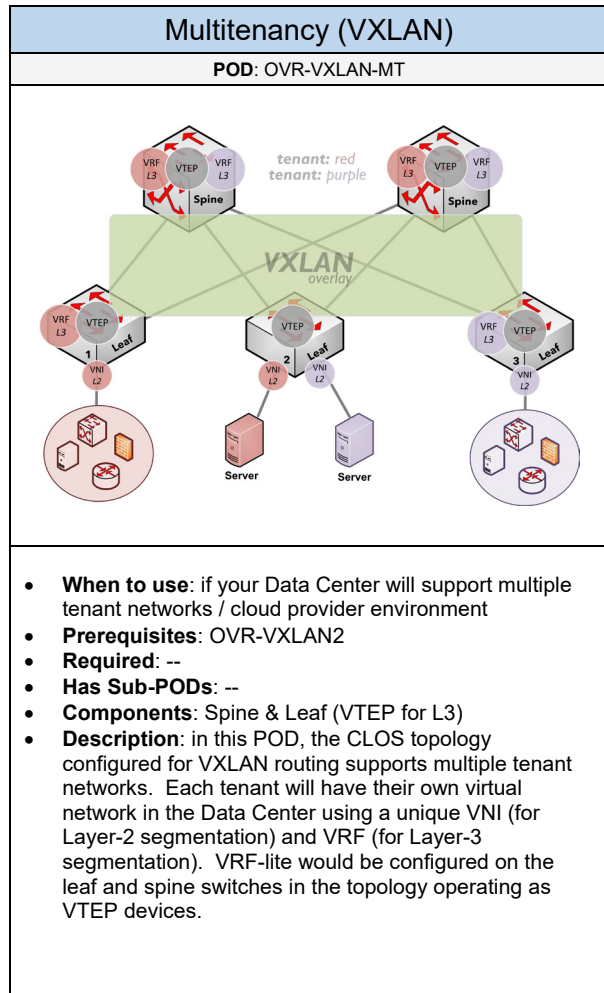 Multitenancy (VXLAN)
POD: OVR-VXLAN-MT
tenant: red
tenant: purple
VRF
L3
VTEP
VRF
L3
Spine
VRF
L3
VTEP
VRF
L3
Spine
VXLAN
overlay
VRF
L3
VTEP
1
Leaf
VNI
L2
VTEP
2
Leaf
VNI
L2
VNI
L2
VRF
L3
VTEP
3
Leaf
VNI
L2
Server
Server
• When to use: if your Data Center will support multiple
tenant networks / cloud provider environment
• Prerequisites: OVR-VXLAN2
• Required: --
• Has Sub-PODs: --
• Components: Spine & Leaf (VTEP for L3)
• Description: in this POD, the CLOS topology
configured for VXLAN routing supports multiple tenant
networks.  Each tenant will have their own virtual
network in the Data Center using a unique VNI (for
Layer-2 segmentation) and VRF (for Layer-3
segmentation).  VRF-lite would be configured on the
leaf and spine switches in the topology operating as
VTEP devices.